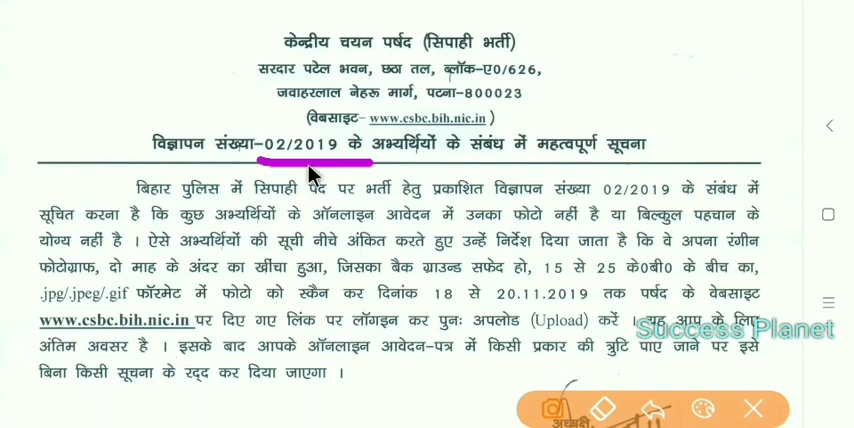 केन्द्रीय चयन पर्षद (सिपाही भर्ती)
सरदार पटेल भवन, छठा तल, ब्लॉक-ए0/626,
जवाहरलाल नेहरू मार्ग, पटना-800023
(वेबसाइट- www.csbc.bih.nic.in )
विज्ञापन संख्या-02/2019 के अभ्यर्थियों के संबंध में महत्वपूर्ण सूचना
बिहार पुलिस में सिपाही पद पर भर्ती हेतु प्रकाशित विज्ञापन संख्या 02/2019 के संबंध में
सूचित करना है कि कुछ अभ्यर्थियों के ऑनलाइन आवेदन में उनका फोटो नहीं है या बिल्कुल पहचान के
योग्य नहीं है । ऐसे अभ्यर्थियों की सूची नीचे अंकित करते हुए उन्हें निर्देश दिया जाता है कि वे अपना रंगीन
फोटोग्राफ, दो माह के अंदर का खींचा हुआ, जिसका बैक ग्राउन्ड सफेद हो, 15 से 25 के0बी0 के बीच का,
.jpg/.jpeg/.gif फॉरमेट में फोटो को स्कैन कर दिनांक 18 से 20.11.2019 तक पर्षद के वेबसाइट
www.csbc.bih.nic.in पर दिए गए लिंक पर लॉगइन कर पुनः अपलोड (Upload) करें । यह आप के लिए
Success Planet
अंतिम अवसर है । इसके बाद आपके ऑनलाइन आवेदन-पत्र में किसी प्रकार की त्रुटि पाए जाने पर इसे
बिना किसी सूचना के रद्द कर दिया जाएगा ।